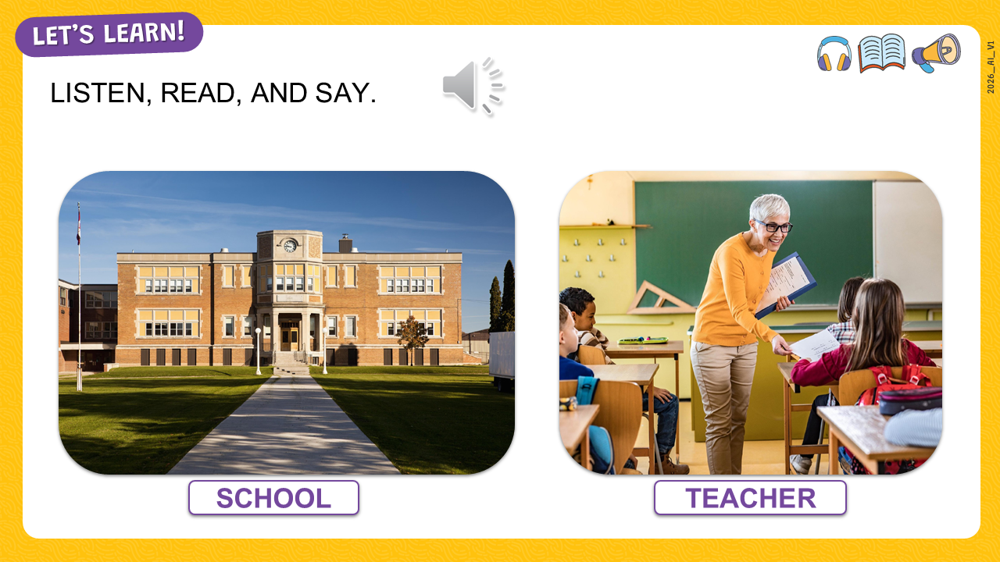 LET'S LEARN!
2026_AI_V1
LISTEN, READ, AND SAY.
SCHOOL
TEACHER